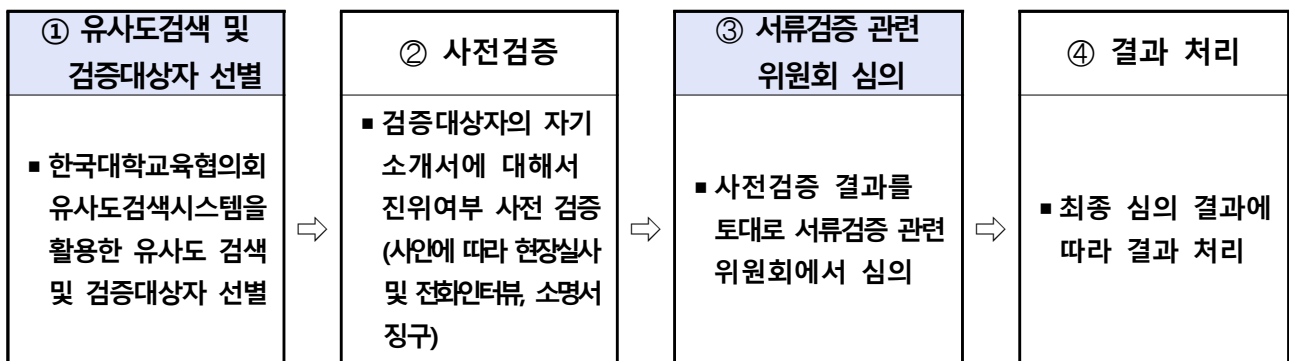 ① 유사도검색 및
검증대상자 선별
■ 한국대학교육협의회
유사도검색시스템을
활용한 유사도 검색
및 검증대상자 선별
⇨
② 사전검증
■ 검증대상자의 자기
소개서에 대해서
진위여부 사전 검증
(사안에 따라 현장실사
및 전화인터뷰, 소명서
징구)
⇨
③ 서류검증 관련
위원회 심의
■ 사전검증 결과를
토대로 서류검증 관련
위원회에서 심의
⇨
④ 결과 처리
■ 최종 심의 결과에
따라 결과 처리